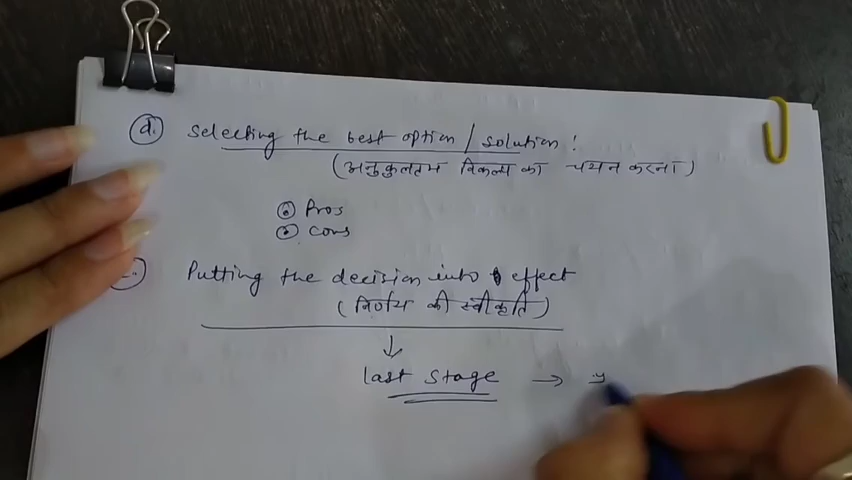 d. Selecting the best option / solution :
(अनुकुलतम विकल्प का चयन करना)
Pros
Cons
Putting the decision into effect
(निर्णय की स्वीकृति)
↓
last stage →